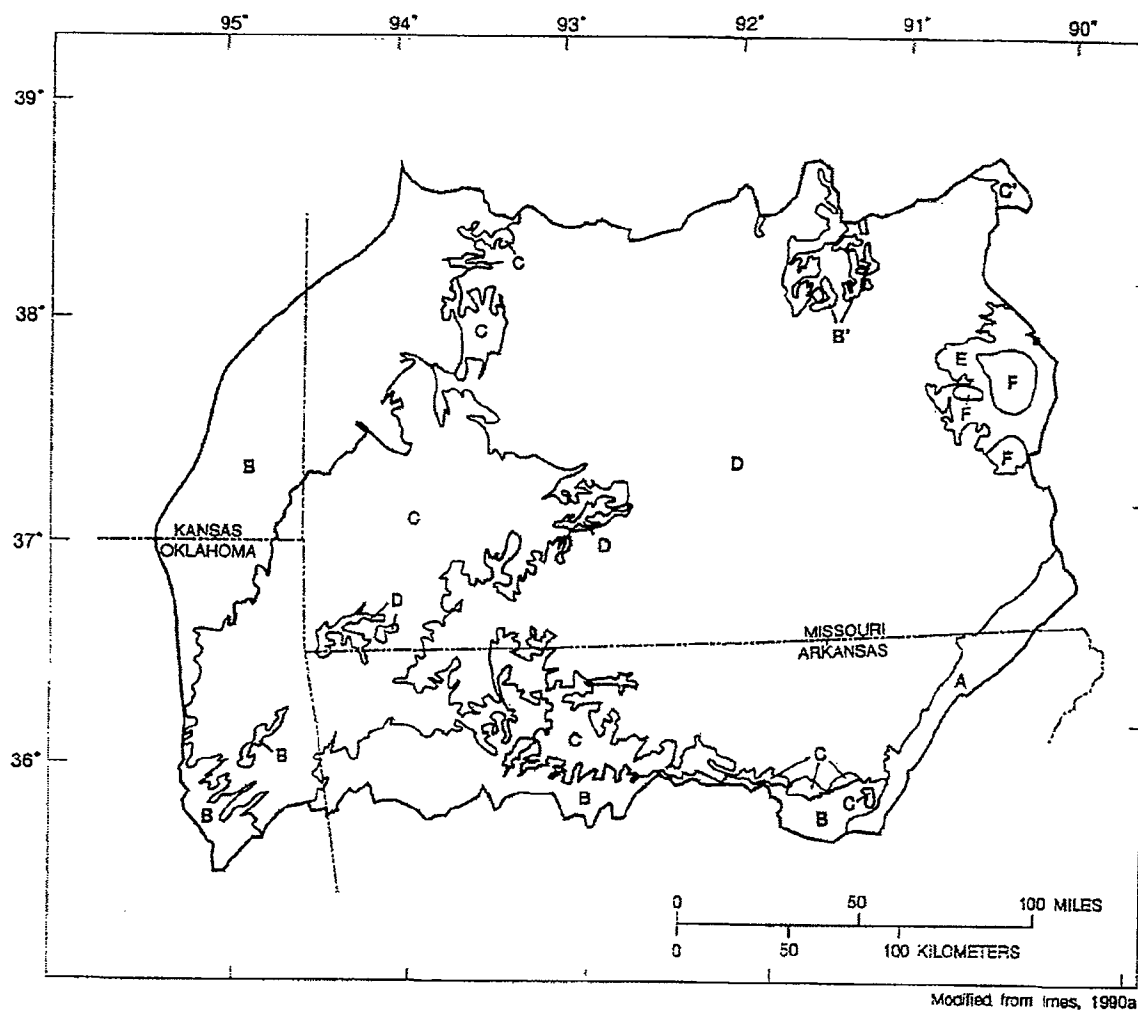 95° 94° 93° 92° 91° 90°
39°
C'
C
38°
C
B'
E
F
F
F
B
D
C
37°
KANSAS
OKLAHOMA
D
D
MISSOURI
ARKANSAS
A
C
36°
B
C
B
C
B
B
0 50 100 MILES
0 50 100 KILOMETERS
Modified from Imes, 1990a